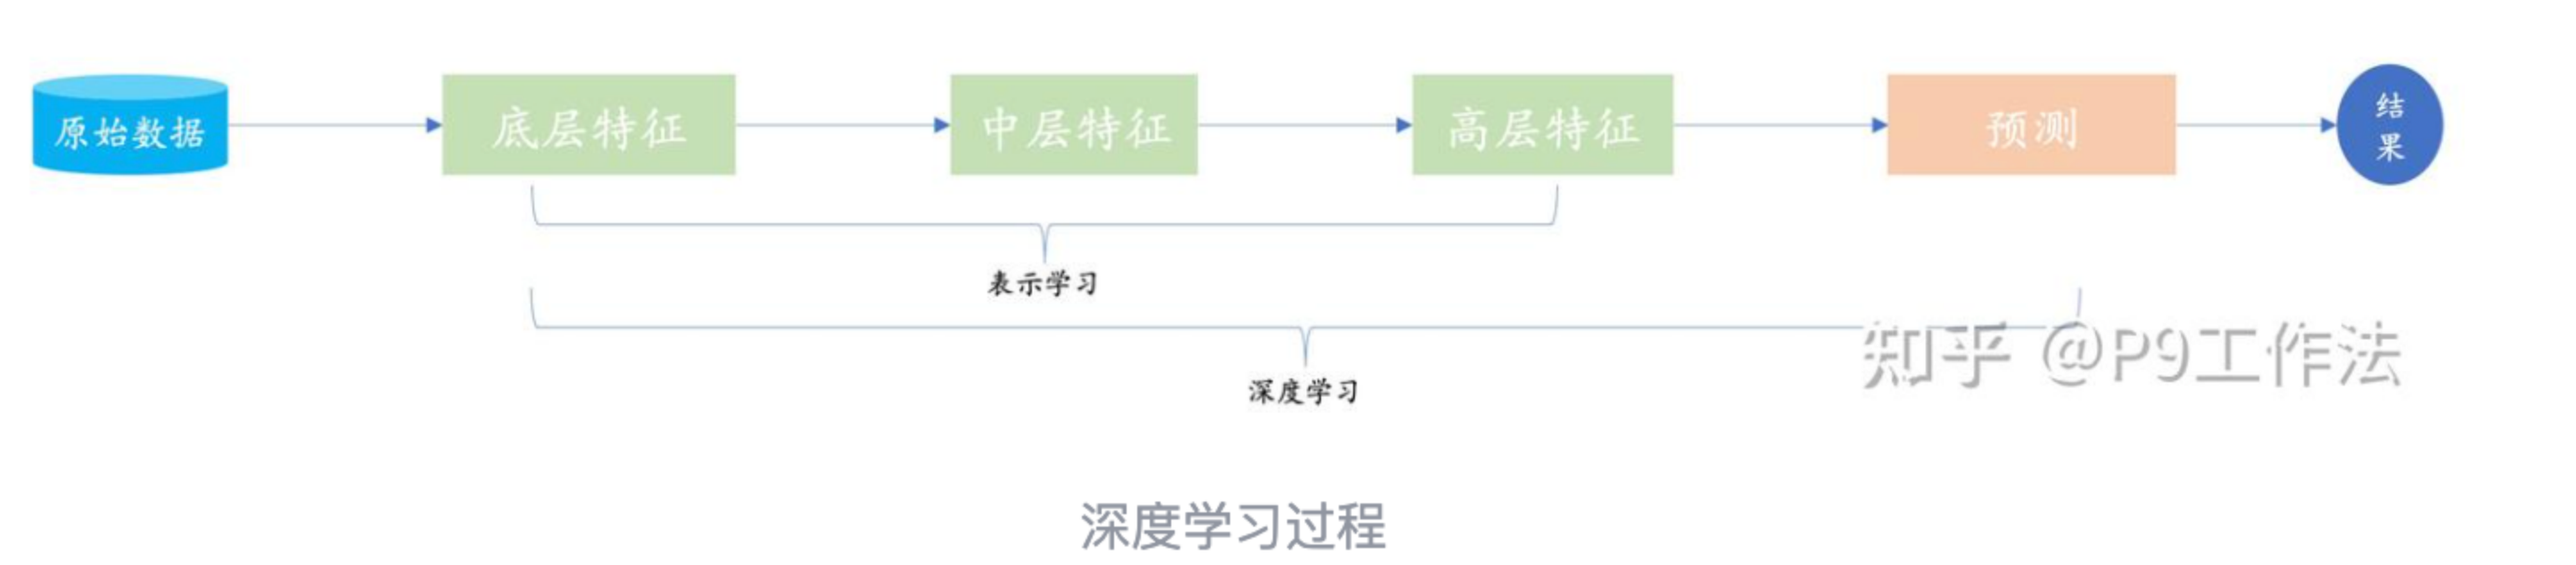 原始数据
底层特征
中层特征
高层特征
预测
结
果
表示学习
深度学习
知乎 @P9工作法
深度学习过程